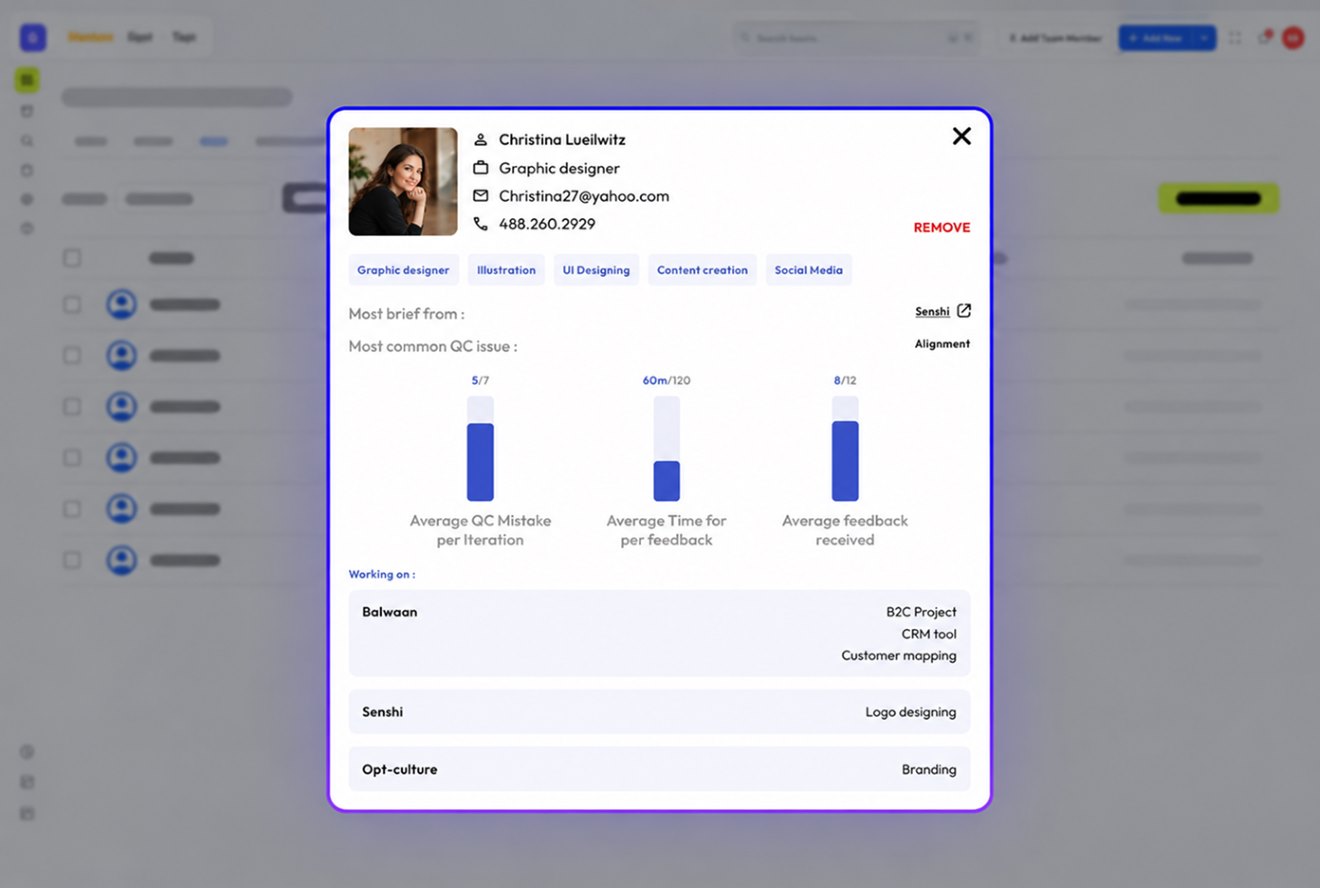 Add Team Member
Add New
Christina Lueilwitz
Graphic designer
Christina27@yahoo.com
488.260.2929
REMOVE
Graphic designer
Illustration
UI Designing
Content creation
Social Media
Most brief from :
Senshi
Most common QC issue :
Alignment
5/7
60m/120
8/12
Average QC Mistake
per Iteration
Average Time for
per feedback
Average feedback
received
Working on :
Balwaan
B2C Project
CRM tool
Customer mapping
Senshi
Logo designing
Opt-culture
Branding